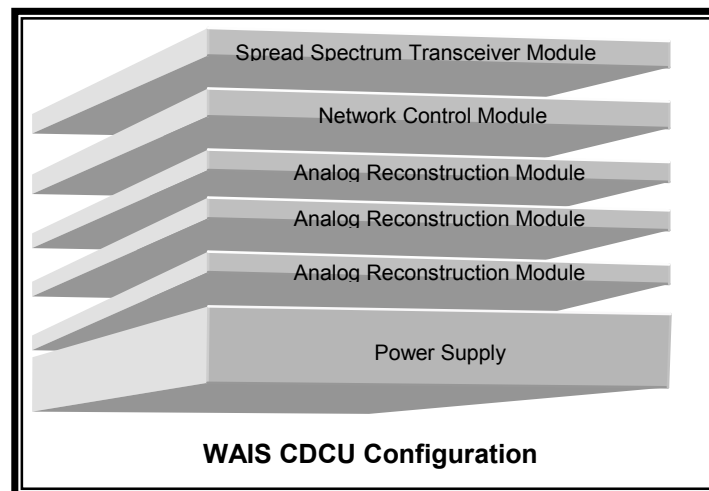 Spread Spectrum Transceiver Module
Network Control Module
Analog Reconstruction Module
Analog Reconstruction Module
Analog Reconstruction Module
Power Supply
WAIS CDCU Configuration